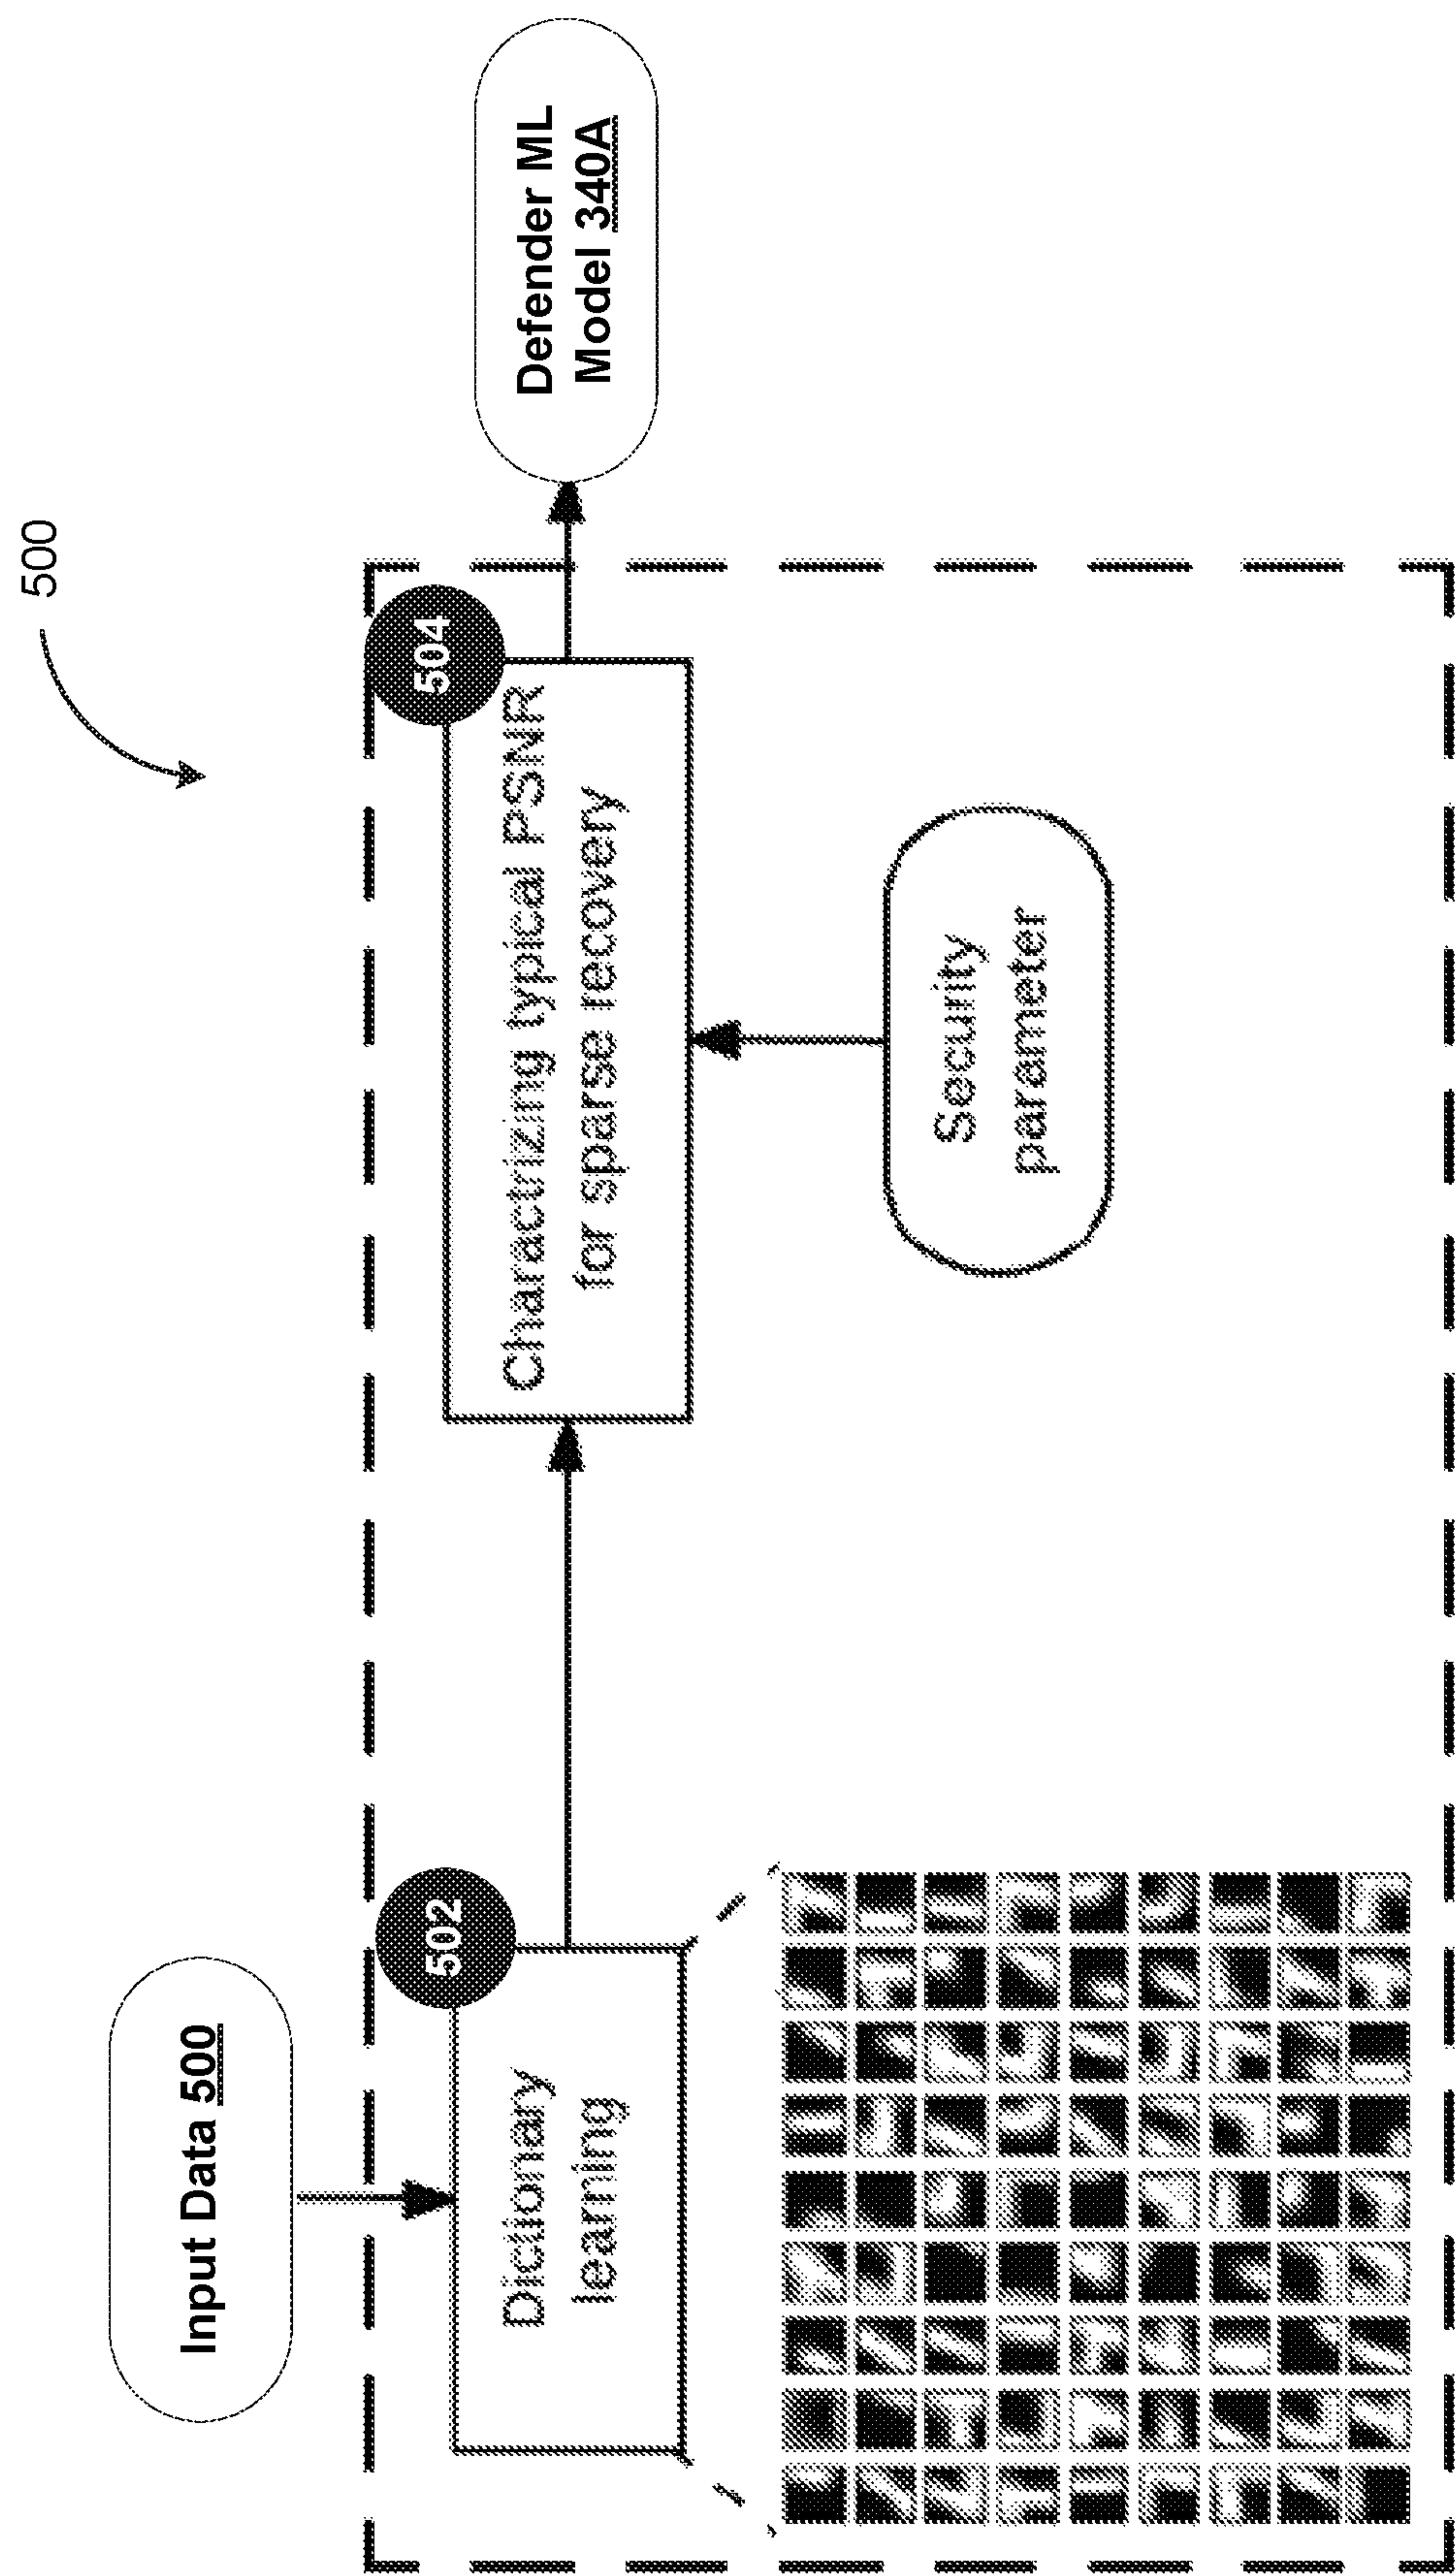 500
Input Data 500
502
Dictionary
learning
504
Charactrizing typical PSNR
for sparse recovery
Security
parameter
Defender ML
Model 340A